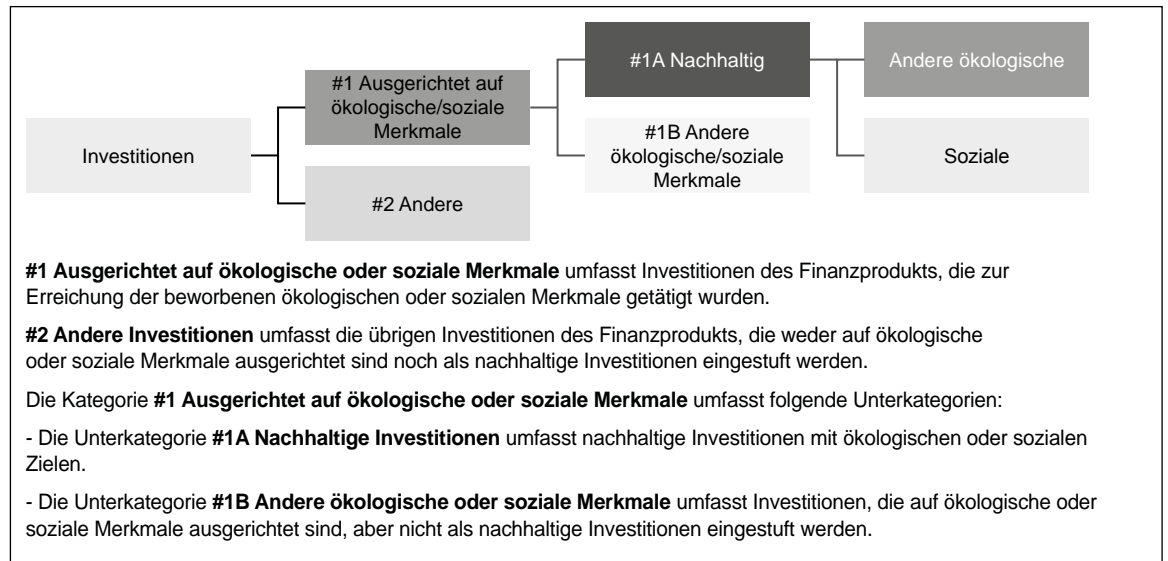 #1A Nachhaltig
Andere ökologische
#1 Ausgerichtet auf
ökologische/soziale
Merkmale
Investitionen
#1B Andere
ökologische/soziale
Merkmale
Soziale
#2 Andere
#1 Ausgerichtet auf ökologische oder soziale Merkmale umfasst Investitionen des Finanzprodukts, die zur
Erreichung der beworbenen ökologischen oder sozialen Merkmale getätigt wurden.
#2 Andere Investitionen umfasst die übrigen Investitionen des Finanzprodukts, die weder auf ökologische
oder soziale Merkmale ausgerichtet sind noch als nachhaltige Investitionen eingestuft werden.
Die Kategorie #1 Ausgerichtet auf ökologische oder soziale Merkmale umfasst folgende Unterkategorien:
- Die Unterkategorie #1A Nachhaltige Investitionen umfasst nachhaltige Investitionen mit ökologischen oder sozialen
Zielen.
- Die Unterkategorie #1B Andere ökologische oder soziale Merkmale umfasst Investitionen, die auf ökologische oder
soziale Merkmale ausgerichtet sind, aber nicht als nachhaltige Investitionen eingestuft werden.